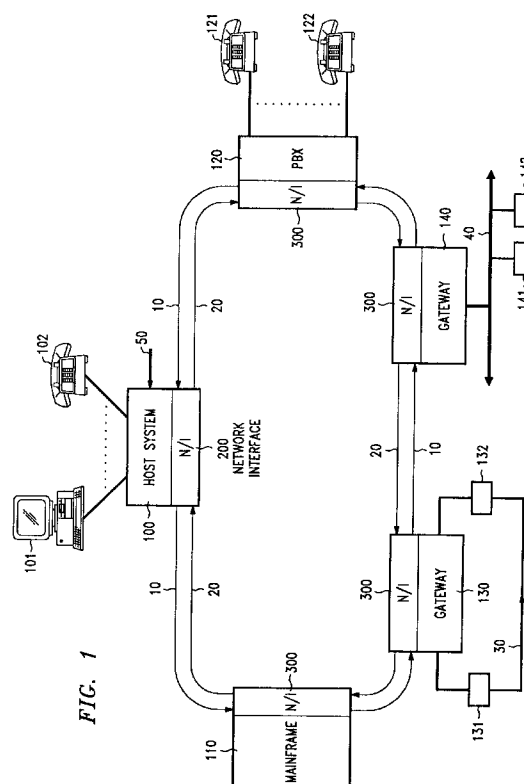 FIG. 1
101
102
50
HOST SYSTEM
100
N/I
200
NETWORK
INTERFACE
10
20
10
20
121
122
120
N/I
PBX
300
110
MAINFRAME
N/I
300
300
N/I
GATEWAY
130
20
10
300
N/I
GATEWAY
140
131
132
30
40
141